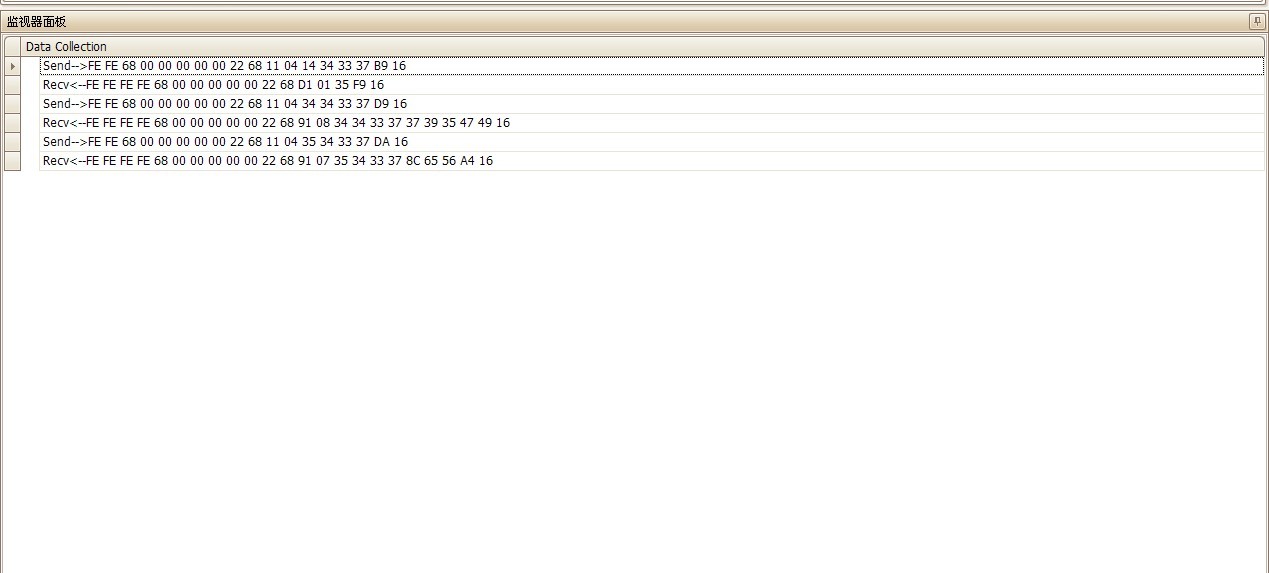 监视器面板
Data Collection
Send-->FE FE 68 00 00 00 00 00 22 68 11 04 14 34 33 37 B9 16
Recv<--FE FE FE FE 68 00 00 00 00 00 22 68 D1 01 35 F9 16
Send-->FE FE 68 00 00 00 00 00 22 68 11 04 34 34 33 37 D9 16
Recv<--FE FE FE FE 68 00 00 00 00 00 22 68 91 08 34 34 33 37 37 39 35 47 49 16
Send-->FE FE 68 00 00 00 00 00 22 68 11 04 35 34 33 37 DA 16
Recv<--FE FE FE FE 68 00 00 00 00 00 22 68 91 07 35 34 33 37 8C 65 56 A4 16